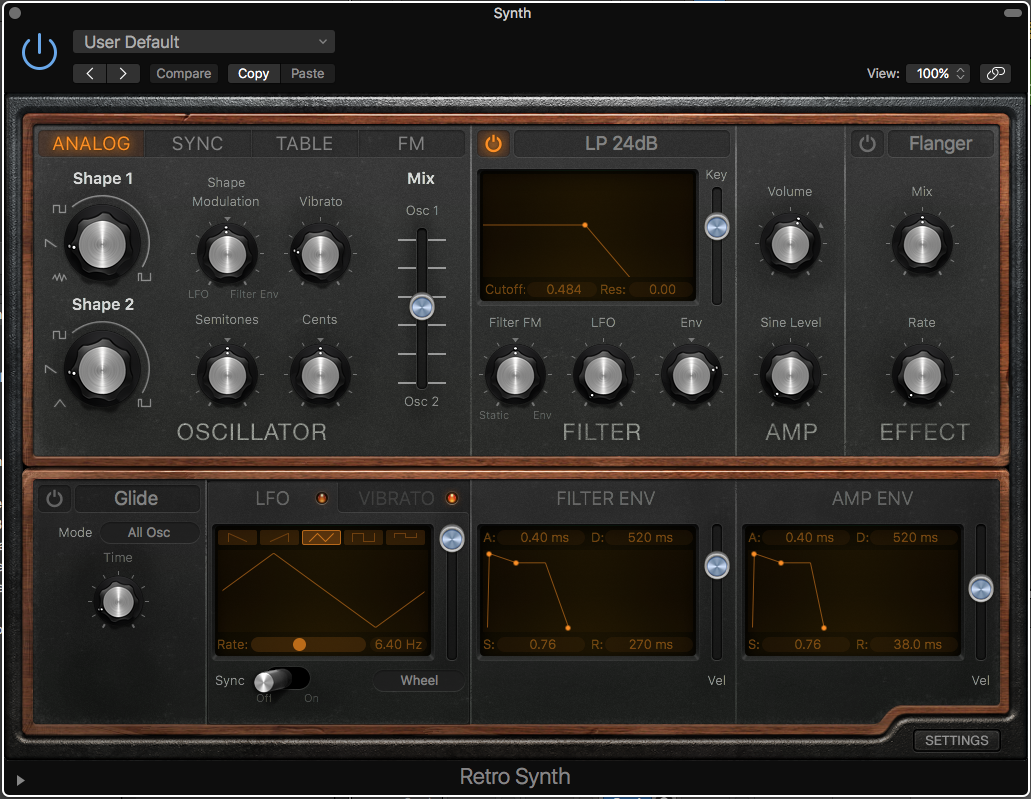 Synth
User Default
Compare
Copy
Paste
View: 100%
ANALOG SYNC TABLE FM
LP 24dB
Flanger
Shape 1
Shape Modulation
Vibrato
Mix
Osc 1
LFO Filter Env
Key
Cutoff: 0.484 Res: 0.00
Volume
Mix
Shape 2
Semitones
Cents
Osc 2
Filter FM
LFO
Env
Static Env
Sine Level
Rate
OSCILLATOR
FILTER
AMP
EFFECT
Glide
Mode All Osc
Time
LFO
VIBRATO
Rate: 6.40 Hz
Sync
Off On
Wheel
FILTER ENV
A: 0.40 ms D: 520 ms
S: 0.76 R: 270 ms
Vel
AMP ENV
A: 0.40 ms D: 520 ms
S: 0.76 R: 38.0 ms
Vel
SETTINGS
Retro Synth